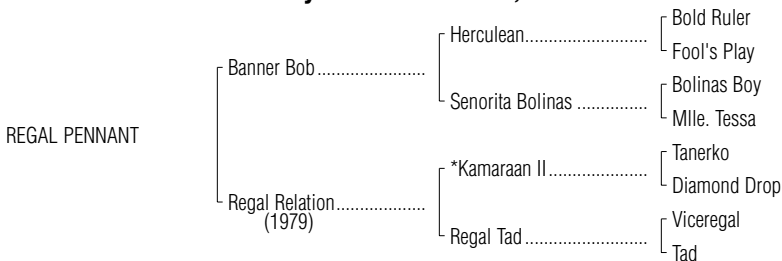 Bold Ruler
Herculean
Fool's Play
Banner Bob
Bolinas Boy
Senorita Bolinas
Mlle. Tessa
REGAL PENNANT
Tanerko
*Kamaraan II
Diamond Drop
Regal Relation
(1979)
Viceregal
Regal Tad
Tad